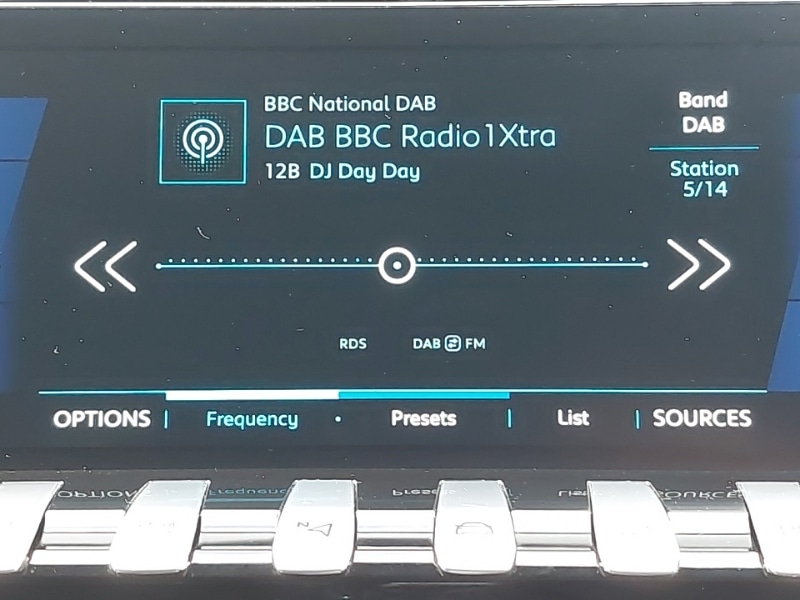 BBC National DAB
DAB BBC Radio1Xtra
12B DJ Day Day
Band
DAB
Station
5/14
RDS DAB FM
OPTIONS Frequency Presets List SOURCES